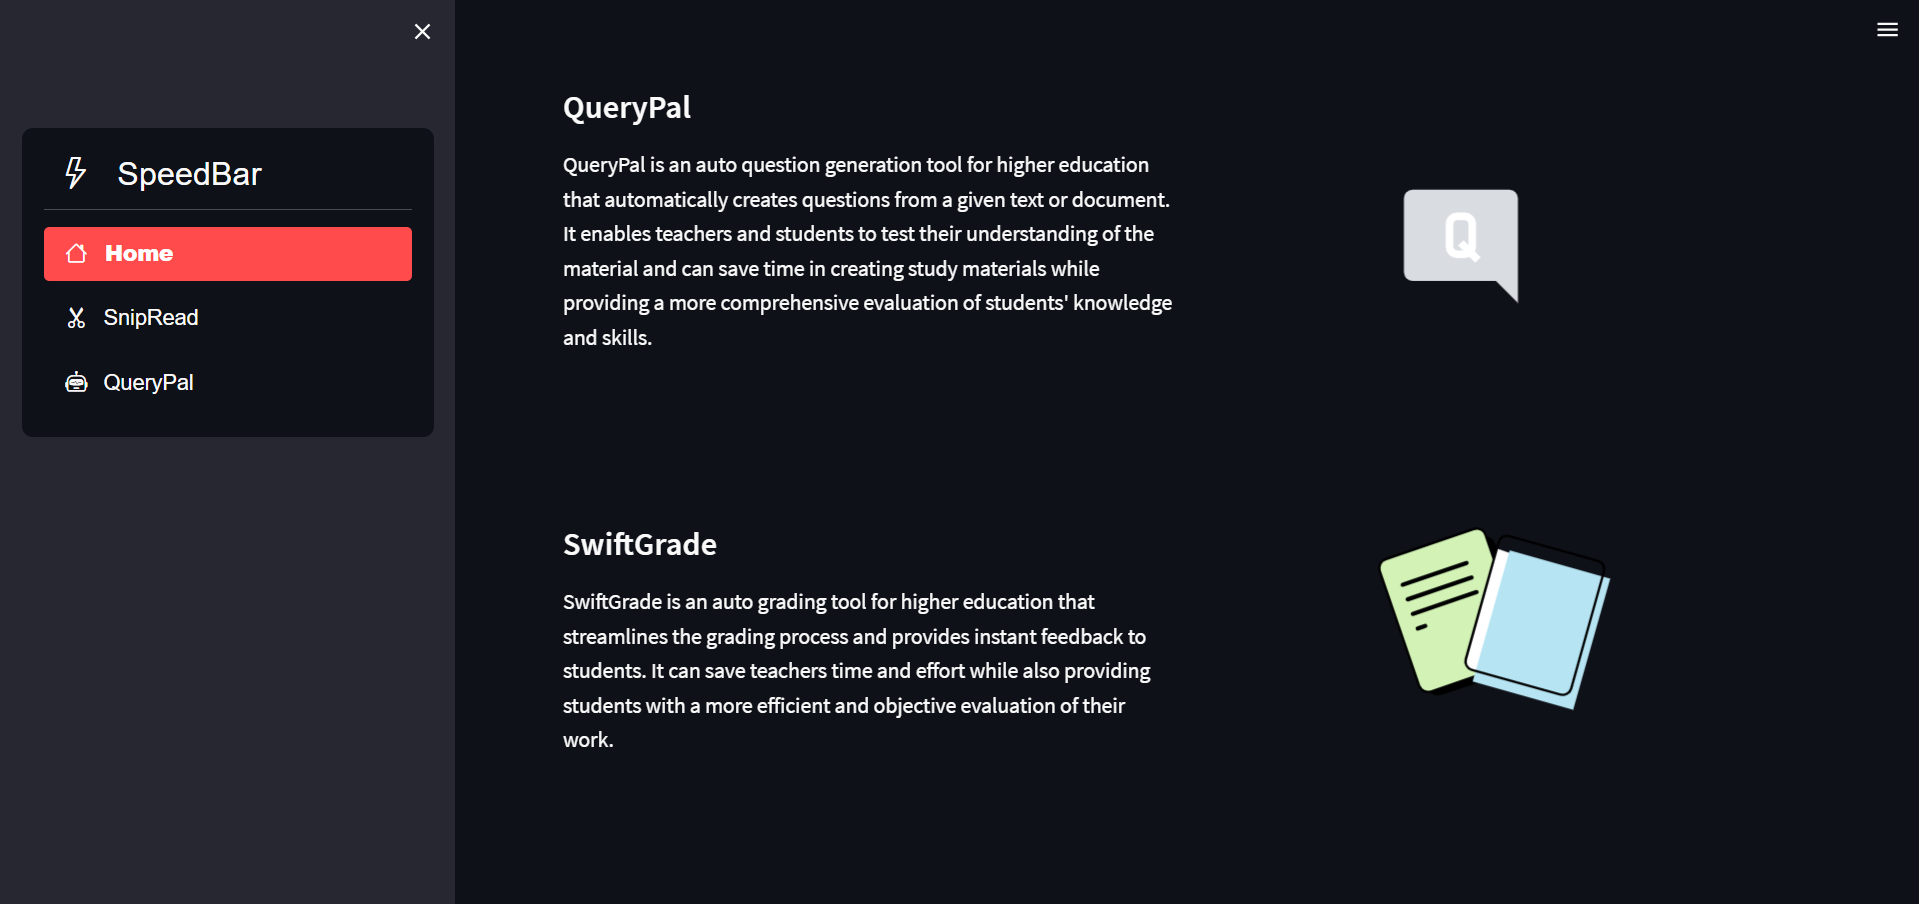 SpeedBar
Home
SnipRead
QueryPal
QueryPal
QueryPal is an auto question generation tool for higher education
that automatically creates questions from a given text or document.
It enables teachers and students to test their understanding of the
material and can save time in creating study materials while
providing a more comprehensive evaluation of students' knowledge
and skills.
Q
SwiftGrade
SwiftGrade is an auto grading tool for higher education that
streamlines the grading process and provides instant feedback to
students. It can save teachers time and effort while also providing
students with a more efficient and objective evaluation of their
work.